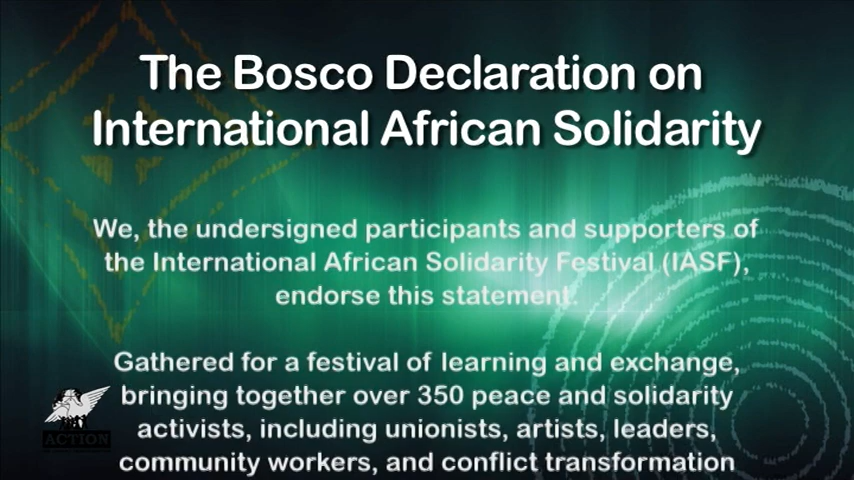 The Bosco Declaration on
International African Solidarity
We, the undersigned participants and supporters of
the International African Solidarity Festival (IASF),
endorse this statement.
Gathered for a festival of learning and exchange,
bringing together over 350 peace and solidarity
activists, including unionists, artists, leaders,
community workers, and conflict transformation
ACTION